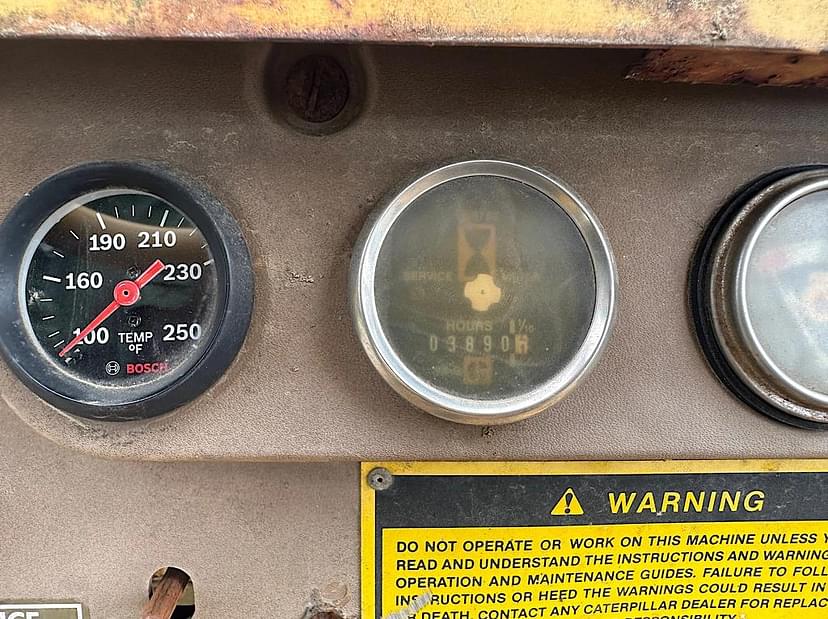 190 210
160 230
100 TEMP 250
°F
BOSCH
SERVICE METER
HOURS 1/10
03890
WARNING
DO NOT OPERATE OR WORK ON THIS MACHINE UNLESS
READ AND UNDERSTAND THE INSTRUCTIONS AND
OPERATION AND MAINTENANCE GUIDES. FAILURE TO
INSTRUCTIONS OR HEED THE WARNINGS COULD RESULT IN
OR DEATH. CONTACT ANY CATERPILLAR DEALER FOR